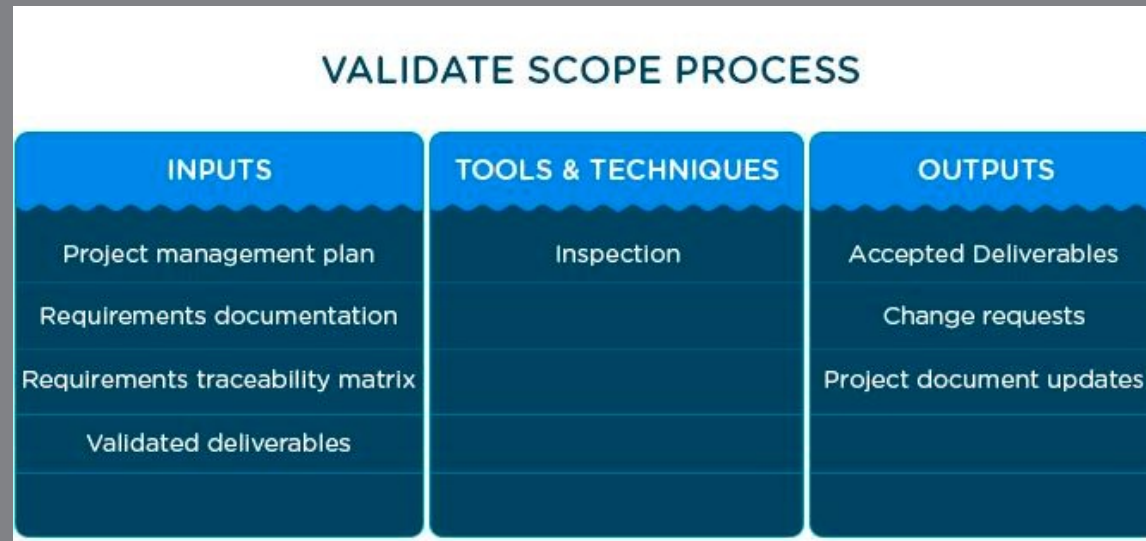 VALIDATE SCOPE PROCESS
INPUTS
Project management plan
Requirements documentation
Requirements traceability matrix
Validated deliverables
TOOLS & TECHNIQUES
Inspection
OUTPUTS
Accepted Deliverables
Change requests
Project document updates